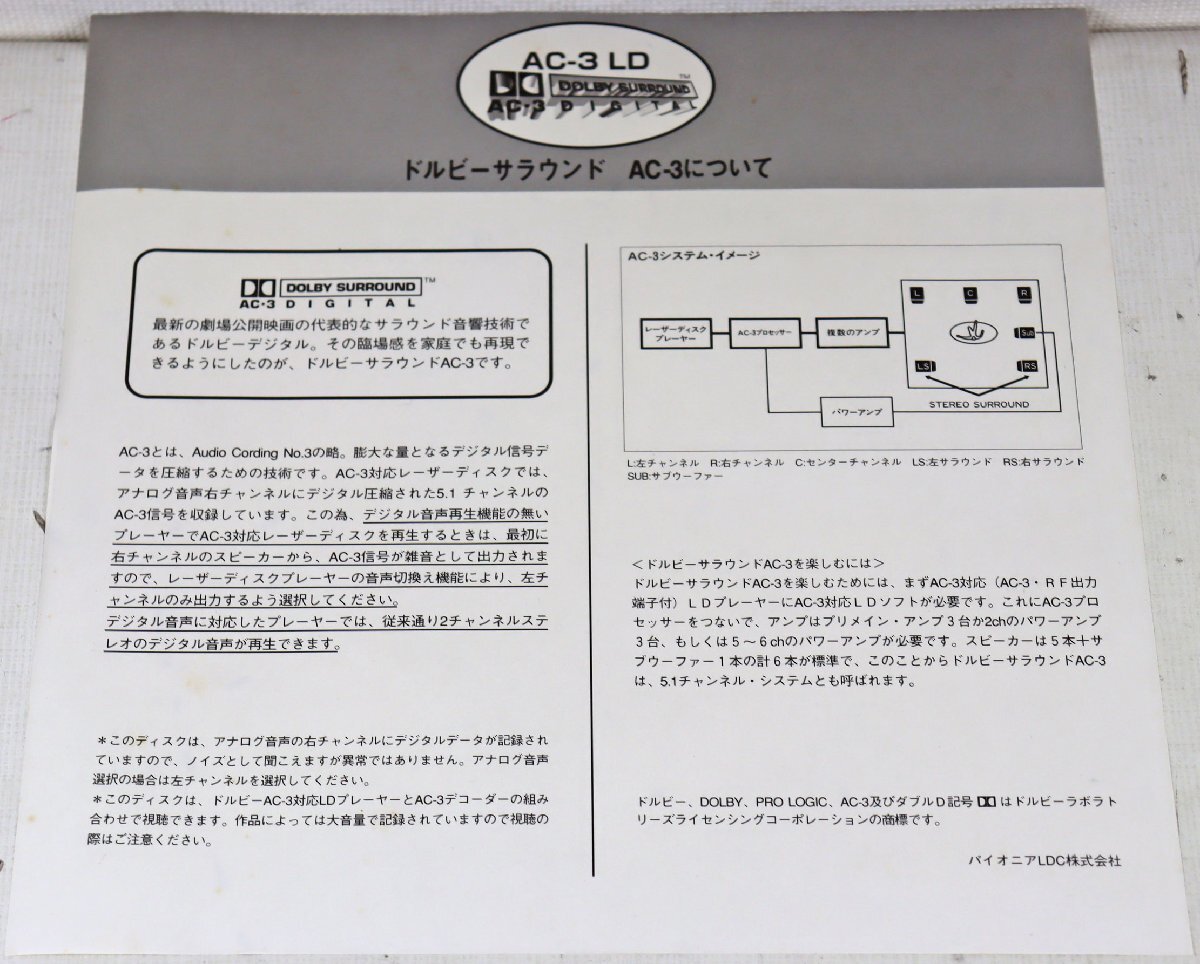 AC-3 LD
DOLBY SURROUND™
AC-3 DIGITAL
ドルビーサラウンド AC-3について
DOLBY SURROUND™
AC-3 DIGITAL
最新の劇場公開映画の代表的なサラウンド音響技術で
あるドルビーデジタル。その臨場感を家庭でも再現で
きるようにしたのが、ドルビーサラウンドAC-3です。
AC-3とは、Audio Cording No.3の略。膨大な量となるデジタル信号デ
ータを圧縮するための技術です。AC-3対応レーザーディスクでは、
アナログ音声右チャンネルにデジタル圧縮された5.1 チャンネルの
AC-3信号を収録しています。この為、デジタル音声再生機能の無い
プレーヤーでAC-3対応レーザーディスクを再生するときは、最初に
右チャンネルのスピーカーから、AC-3信号が雑音として出力されま
すので、レーザーディスクプレーヤーの音声切換え機能により、左チ
ャンネルのみ出力するよう選択してください。
デジタル音声に対応したプレーヤーでは、従来通り2チャンネルステ
レオのデジタル音声が再生できます。
＊このディスクは、アナログ音声の右チャンネルにデジタルデータが記録され
ていますので、ノイズとして聞こえますが異常ではありません。アナログ音声
選択の場合は左チャンネルを選択してください。
＊このディスクは、ドルビーAC-3対応LDプレーヤーとAC-3デコーダーの組み
合わせで視聴できます。作品によっては大音量で記録されていますので視聴の
際はご注意ください。
AC-3システム・イメージ
レーザーディスク
プレーヤー
AC-3プロセッサー
複数のアンプ
パワーアンプ
L
C
R
Sub
LS
RS
STEREO SURROUND
L:左チャンネル R:右チャンネル C:センターチャンネル LS:左サラウンド RS:右サラウンド
SUB:サブウーファー
＜ドルビーサラウンドAC-3を楽しむには＞
ドルビーサラウンドAC-3を楽しむためには、まずAC-3対応（AC-3・ＲＦ出力
端子付）ＬＤプレーヤーにAC-3対応ＬＤソフトが必要です。これにAC-3プロ
セッサーをつないで、アンプはプリメイン・アンプ３台か2chのパワーアンプ
３台、もしくは５～６chのパワーアンプが必要です。スピーカーは５本＋サ
ブウーファー１本の計６本が標準で、このことからドルビーサラウンドAC-3
は、5.1チャンネル・システムとも呼ばれます。
ドルビー、DOLBY、PRO LOGIC、AC-3及びダブルＤ記号はドルビーラボラト
リーズライセンシングコーポレーションの商標です。
パイオニアLDC株式会社